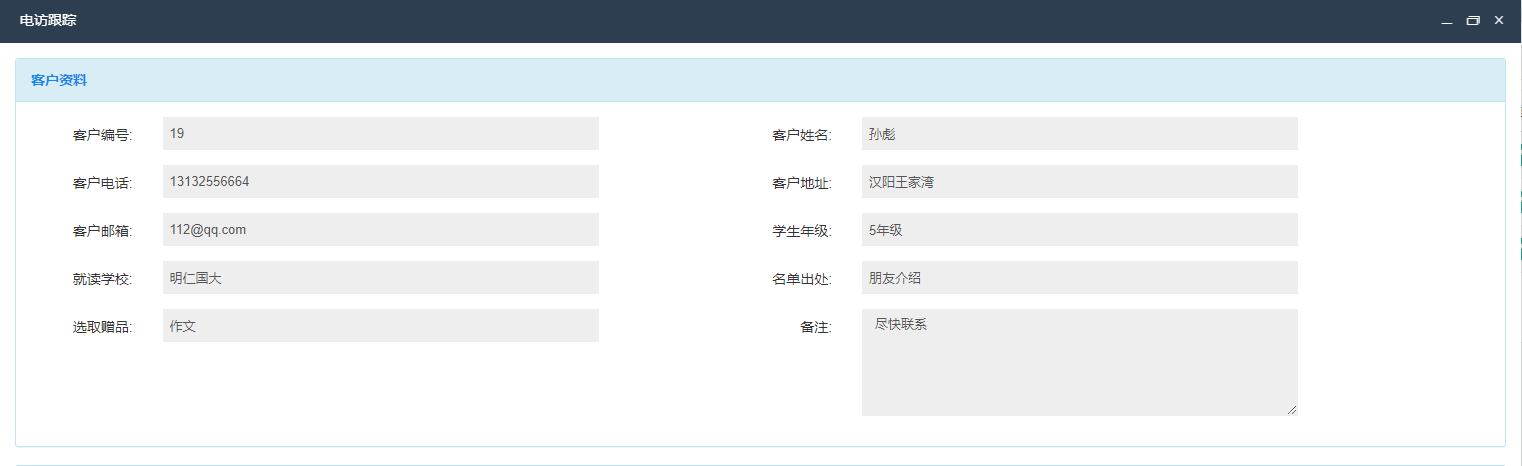 电访跟踪
客户资料
客户编号: 19 客户姓名: 孙彪
客户电话: 13132556664 客户地址: 汉阳王家湾
客户邮箱: 112@qq.com 学生年级: 5年级
就读学校: 明仁国大 名单出处: 朋友介绍
选取赠品: 作文 备注: 尽快联系